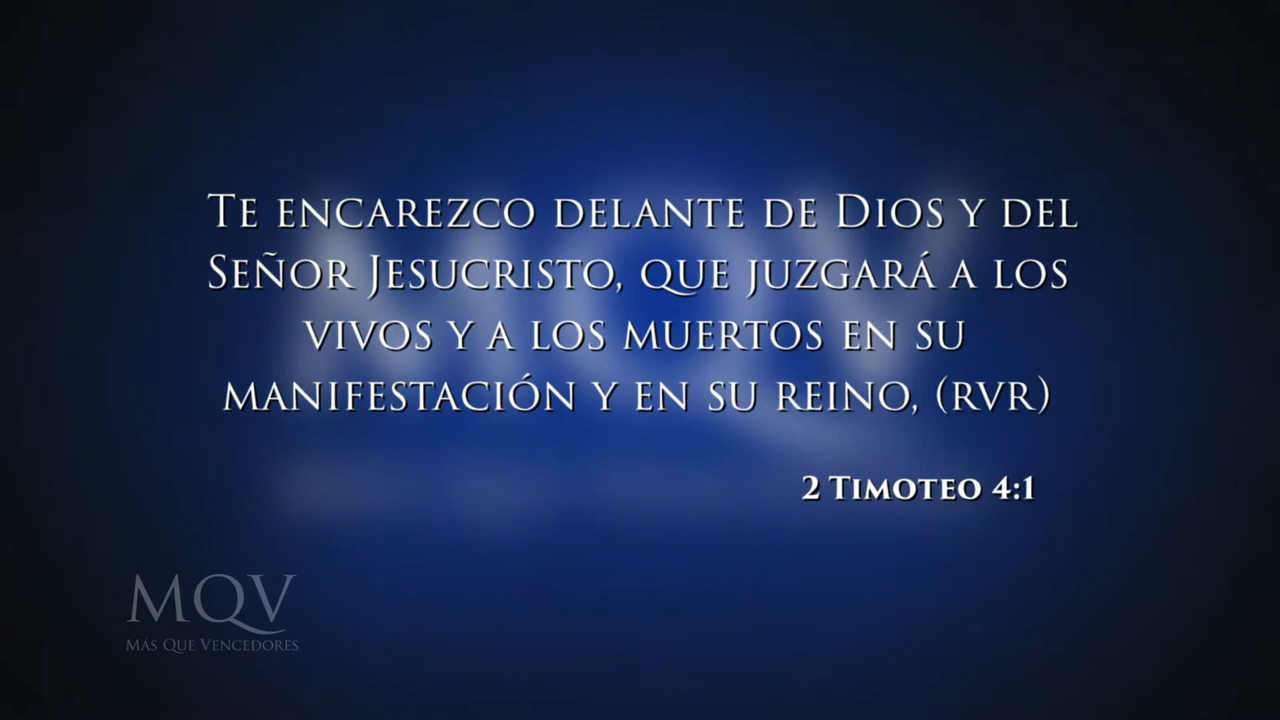 Te encarezco delante de Dios y del
Señor Jesucristo, que juzgará a los
vivos y a los muertos en su
manifestación y en su reino, (rvr)
2 Timoteo 4:1
MQV
Más Que Vencedores